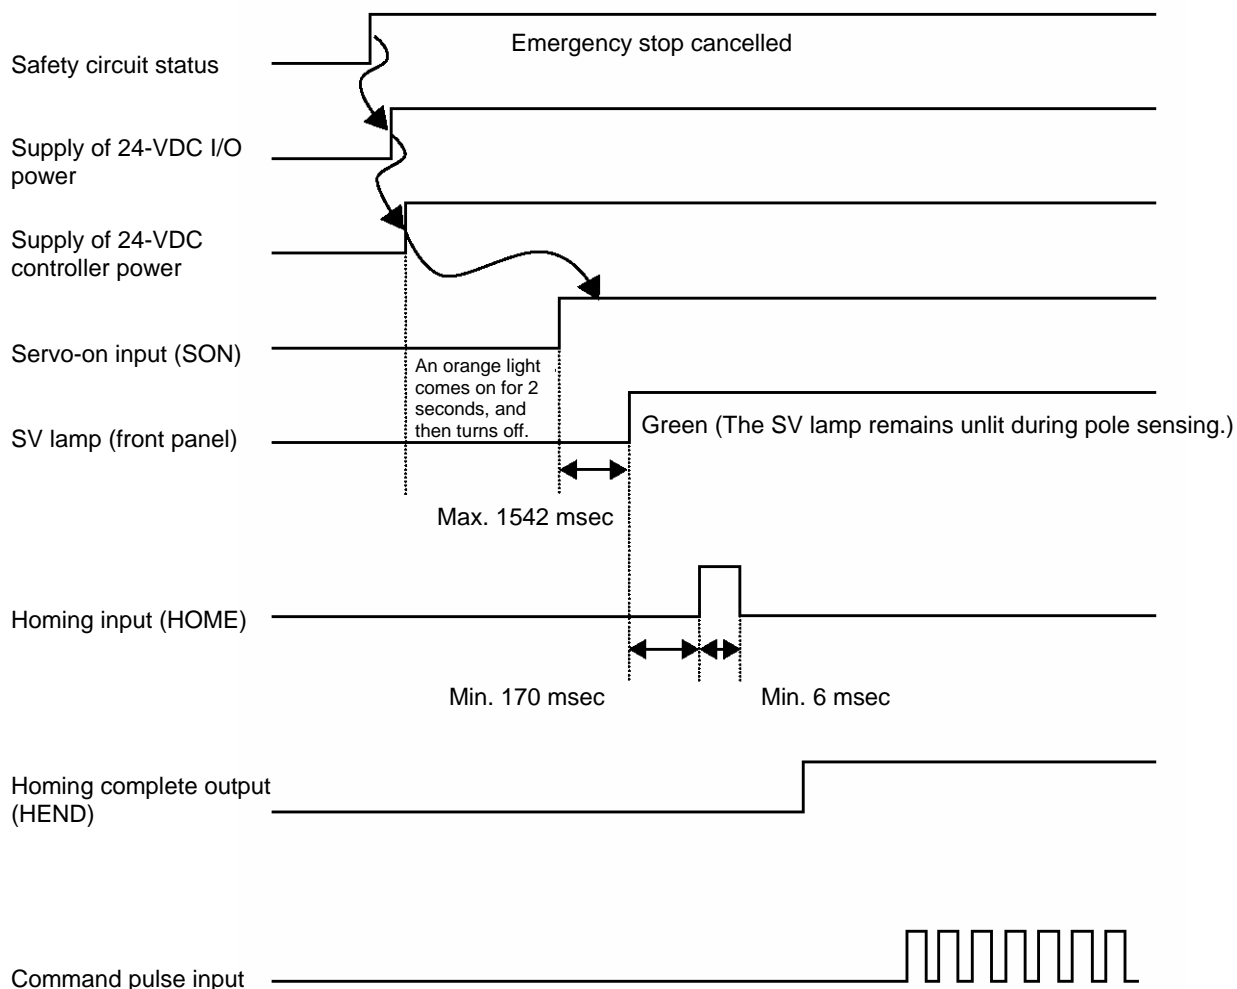 Emergency stop cancelled
Safety circuit status
Supply of 24-VDC I/O
power
Supply of 24-VDC
controller power
Servo-on input (SON)
An orange light
comes on for 2
seconds, and
then turns off.
SV lamp (front panel)
Green (The SV lamp remains unlit during pole sensing.)
Max. 1542 msec
Homing input (HOME)
Min. 170 msec
Min. 6 msec
Homing complete output
(HEND)
Command pulse input